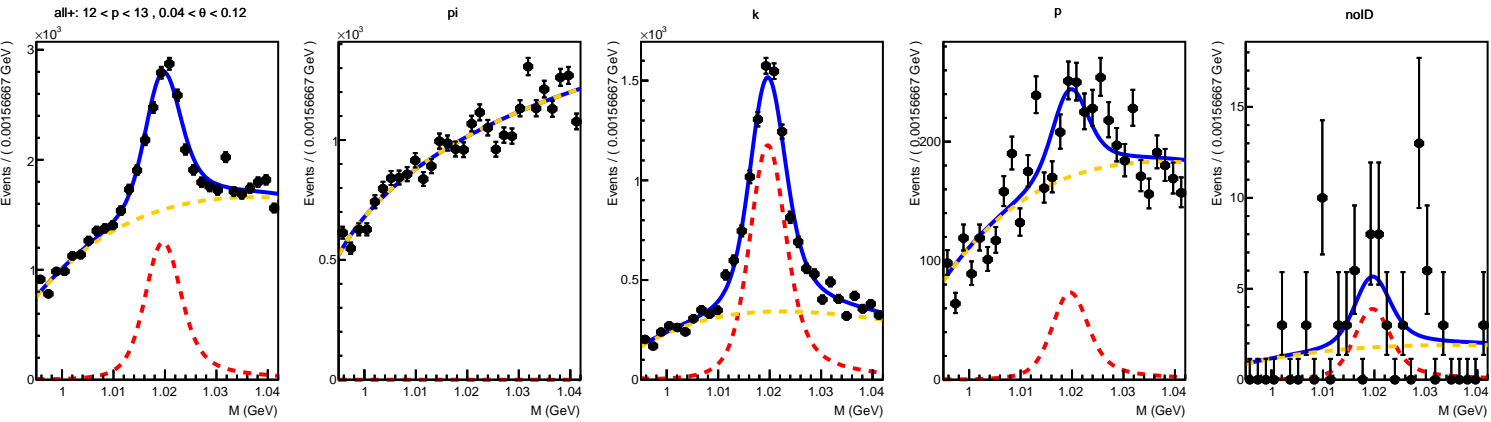 all+: 12 < p < 13 , 0.04 < θ < 0.12
×10³
3
2
1
0
1 1.01 1.02 1.03 1.04
M (GeV)
Events / ( 0.00156667 GeV )
pi
×10³
1
0.5
0
1 1.01 1.02 1.03 1.04
M (GeV)
Events / ( 0.00156667 GeV )
k
×10³
1.5
1
0.5
0
1 1.01 1.02 1.03 1.04
M (GeV)
Events / ( 0.00156667 GeV )
p
200
100
0
1 1.01 1.02 1.03 1.04
M (GeV)
Events / ( 0.00156667 GeV )
noID
15
10
5
0
1 1.01 1.02 1.03 1.04
M (GeV)
Events / ( 0.00156667 GeV )